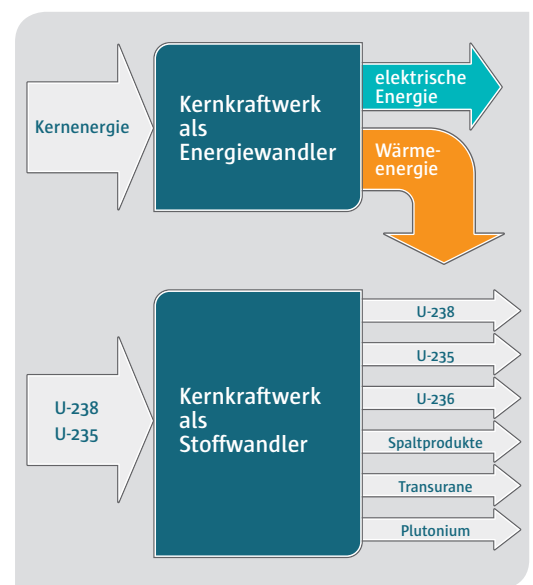 Kernenergie
Kernkraftwerk
als
Energiewandler
elektrische
Energie
Wärme-
energie
U-238
U-235
Kernkraftwerk
als
Stoffwandler
U-238
U-235
U-236
Spaltprodukte
Transurane
Plutonium